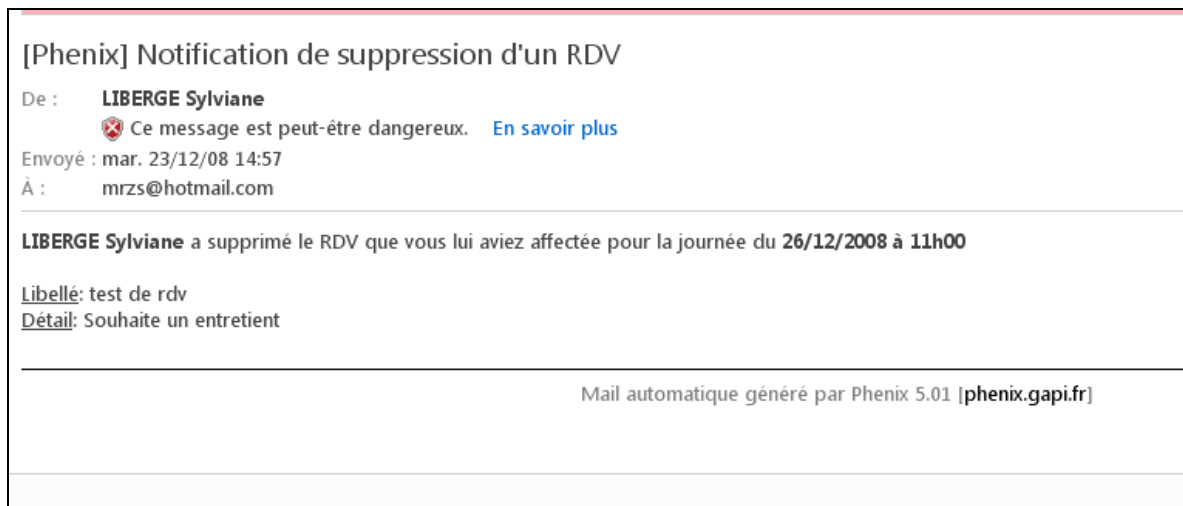 [Phenix] Notification de suppression d'un RDV
De : LIBERGE Sylviane
Ce message est peut-être dangereux. En savoir plus
Envoyé : mar. 23/12/08 14:57
À : mrzs@hotmail.com
LIBERGE Sylviane a supprimé le RDV que vous lui aviez affectée pour la journée du 26/12/2008 à 11h00
Libellé: test de rdv
Détail: Souhaite un entretient
Mail automatique généré par Phenix 5.01 [phenix.gapi.fr]